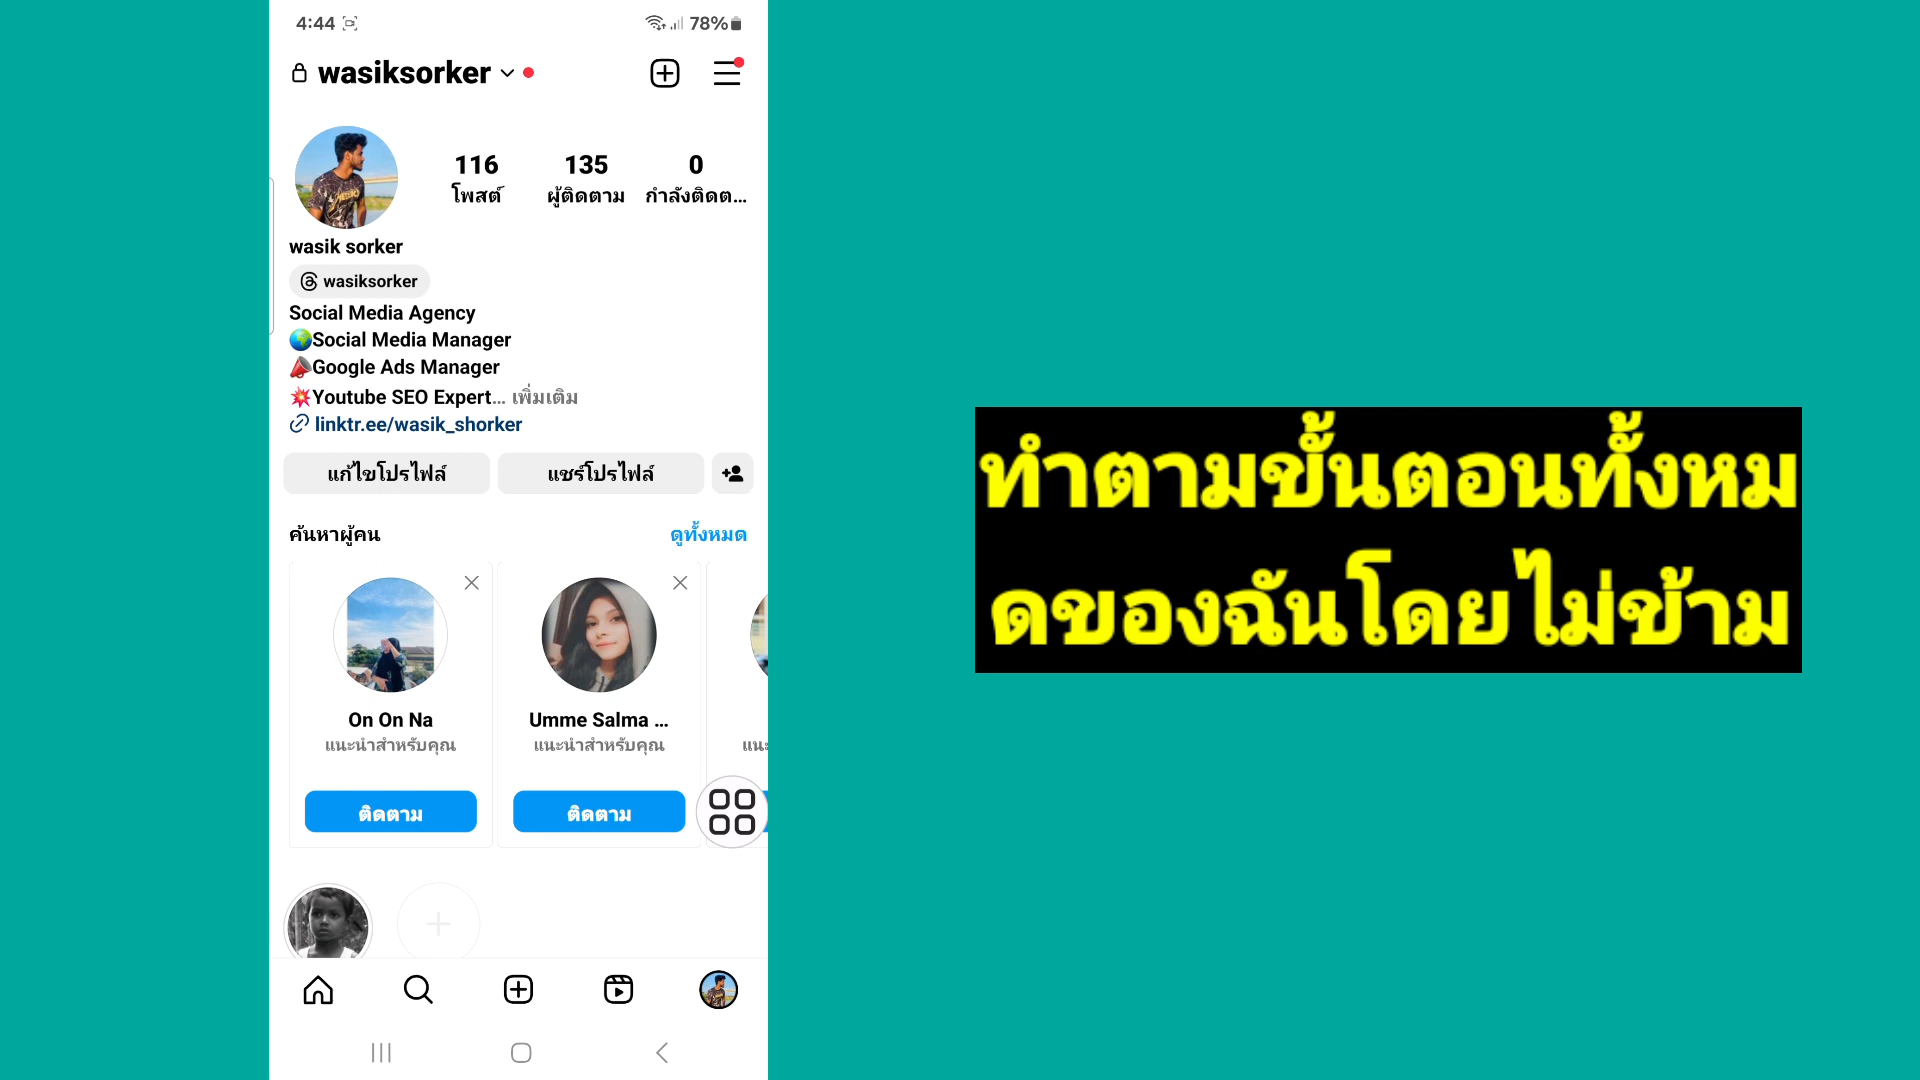 4:44 78%
wasiksorker
116 135 0
โพสต์ ผู้ติดตาม กำลังติดต...
wasik sorker
wasiksorker
Social Media Agency
🌍Social Media Manager
📣Google Ads Manager
💥Youtube SEO Expert... เพิ่มเติม
linktr.ee/wasik_shorker
แก้ไขโปรไฟล์ แชร์โปรไฟล์
ค้นหาผู้คน ดูทั้งหมด
On On Na Umme Salma ...
แนะนำสำหรับคุณ แนะนำสำหรับคุณ แนะ
ติดตาม ติดตาม
ทำตามขั้นตอนทั้งหม
ดของฉันโดยไม่ข้าม